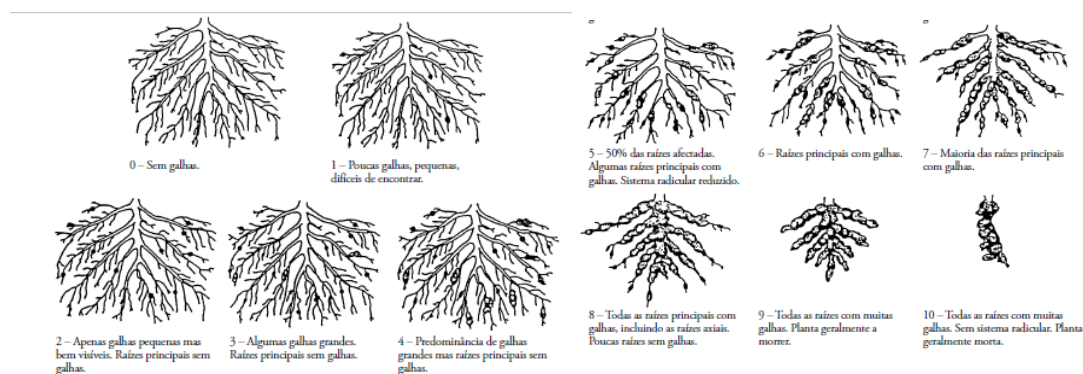 0 – Sem galhas.
1 – Poucas galhas, pequenas,
difíceis de encontrar.
2 – Apenas galhas pequenas mas
bem visíveis. Raízes principais sem
galhas.
3 – Algumas galhas grandes.
Raízes principais sem galhas.
4 – Predominância de galhas
grandes mas raízes principais sem
galhas.
5 – 50% das raízes afectadas.
Algumas raízes principais com
galhas. Sistema radicular reduzido.
6 – Raízes principais com galhas.
7 – Maioria das raízes principais
com galhas.
8 – Todas as raízes principais com
galhas, incluindo as raízes axiais.
Poucas raízes sem galhas.
9 – Todas as raízes com muitas
galhas. Planta geralmente a
morrer.
10 – Todas as raízes com muitas
galhas. Sem sistema radicular. Planta
geralmente morta.